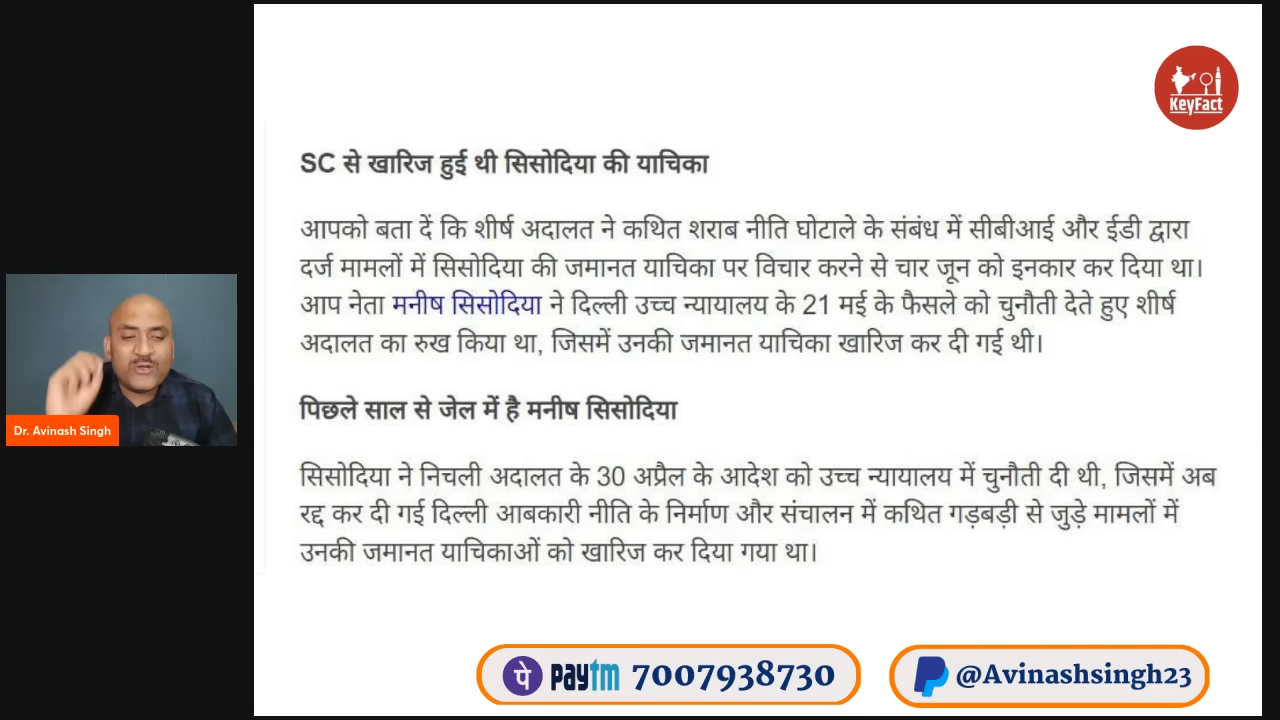 KeyFact
SC से खारिज हुई थी सिसोदिया की याचिका
आपको बता दें कि शीर्ष अदालत ने कथित शराब नीति घोटाले के संबंध में सीबीआई और ईडी द्वारा
दर्ज मामलों में सिसोदिया की जमानत याचिका पर विचार करने से चार जून को इनकार कर दिया था।
आप नेता मनीष सिसोदिया ने दिल्ली उच्च न्यायालय के 21 मई के फैसले को चुनौती देते हुए शीर्ष
अदालत का रुख किया था, जिसमें उनकी जमानत याचिका खारिज कर दी गई थी।
पिछले साल से जेल में है मनीष सिसोदिया
सिसोदिया ने निचली अदालत के 30 अप्रैल के आदेश को उच्च न्यायालय में चुनौती दी थी, जिसमें अब
रद्द कर दी गई दिल्ली आबकारी नीति के निर्माण और संचालन में कथित गड़बड़ी से जुड़े मामलों में
उनकी जमानत याचिकाओं को खारिज कर दिया गया था।
Dr. Avinash Singh
पे paytm 7007938730
@Avinashsingh23